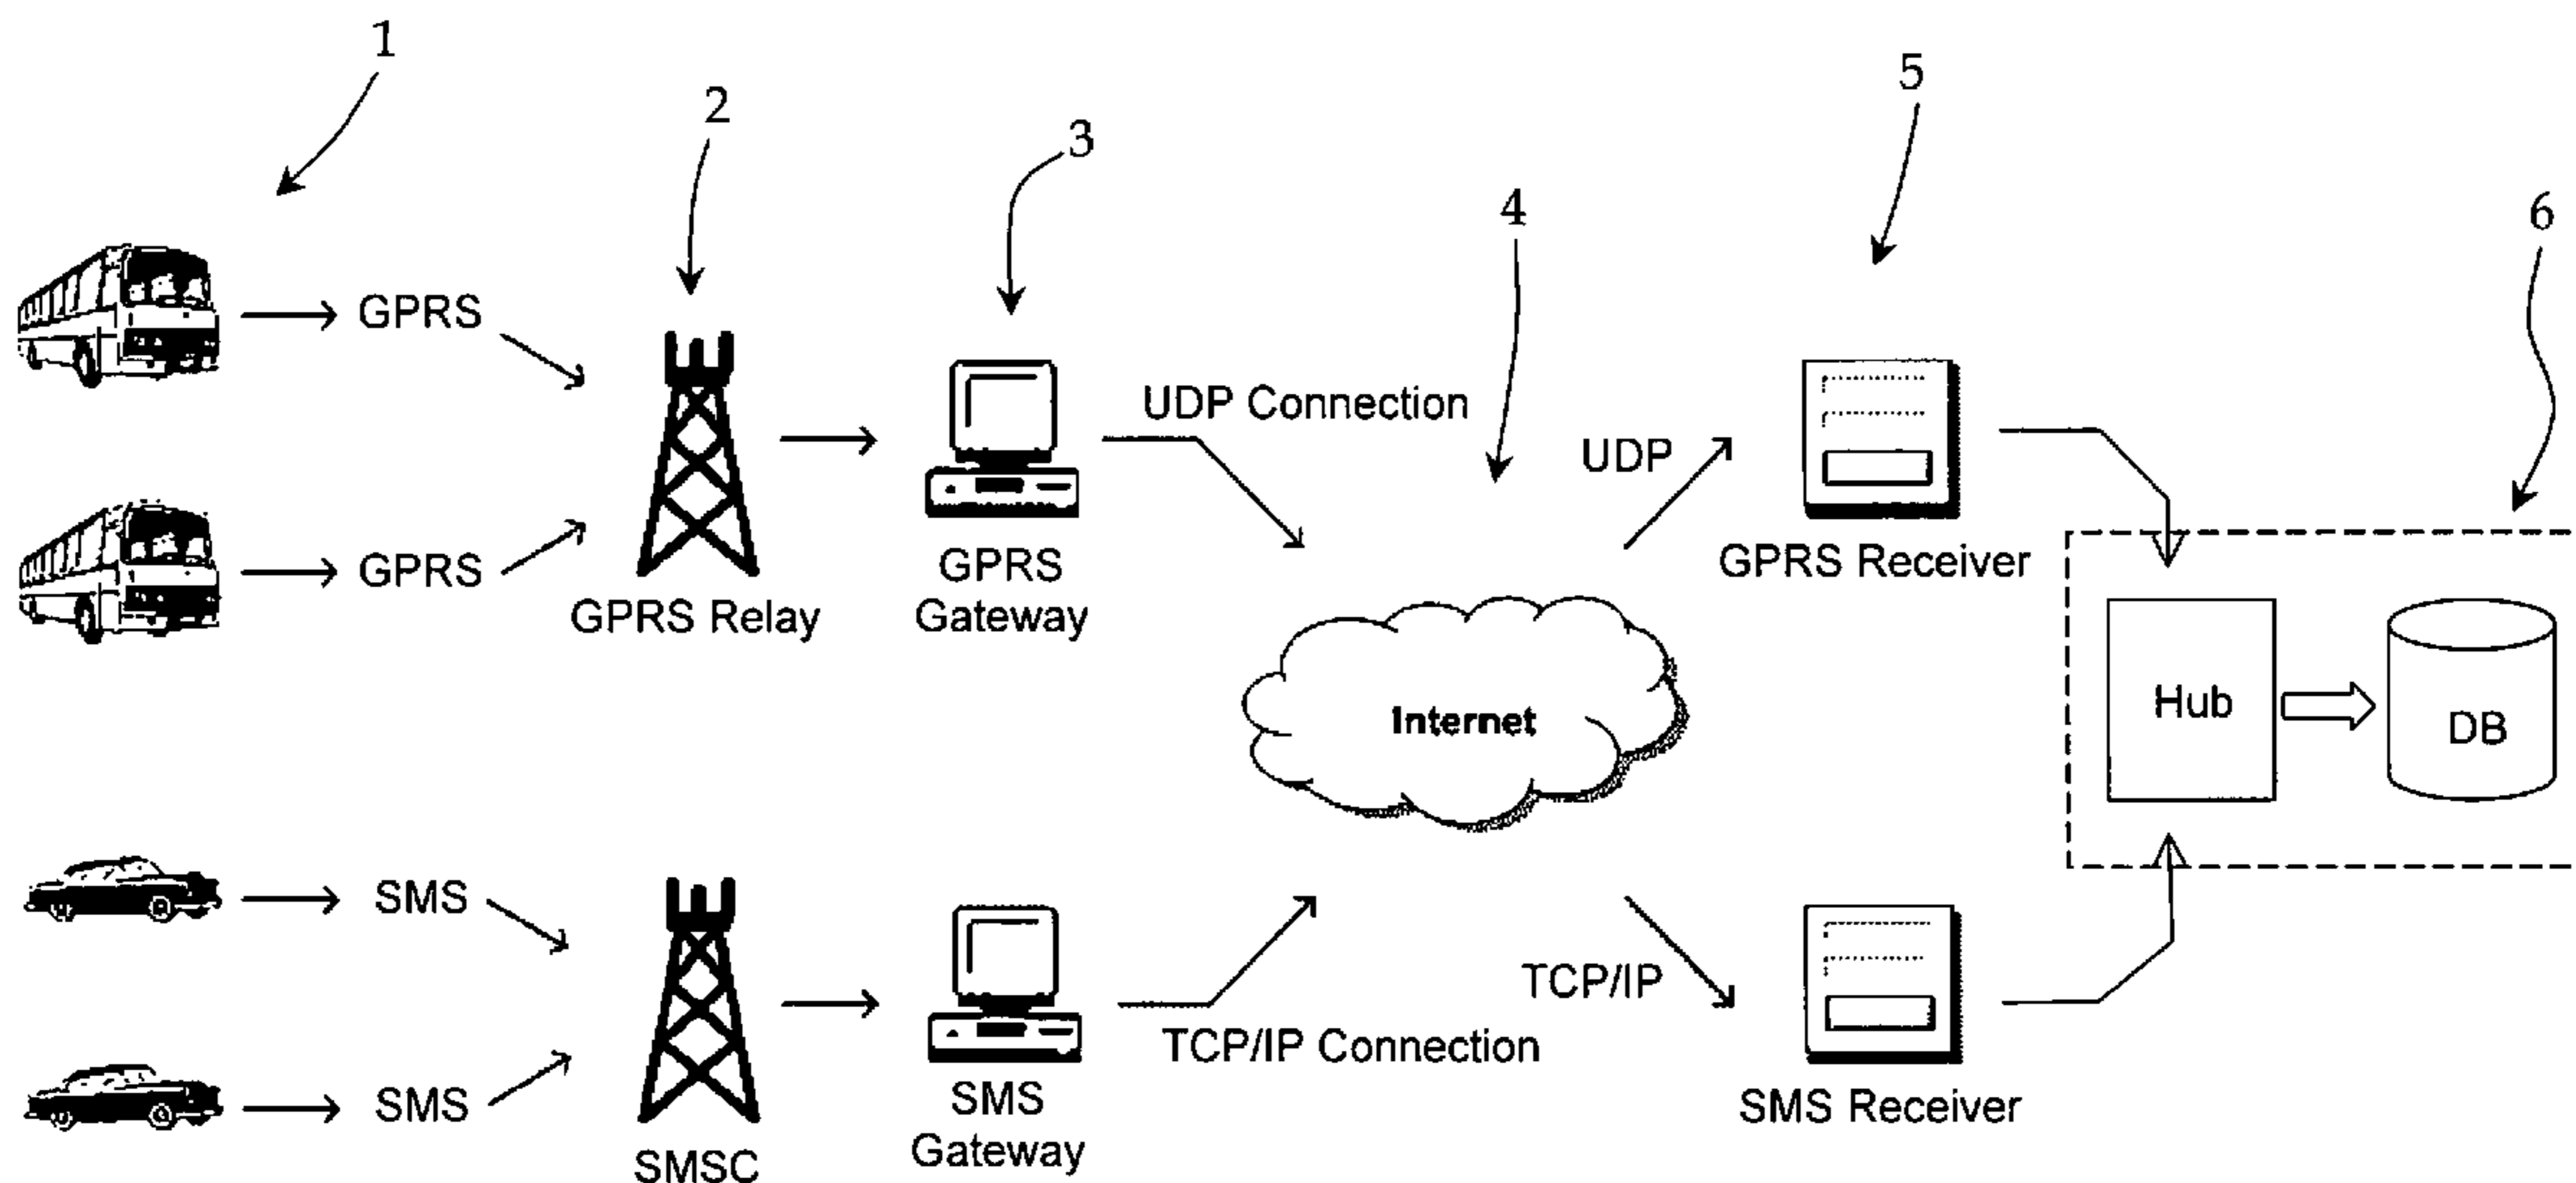 1
2
3
4
5
6
GPRS
GPRS
GPRS Relay
GPRS
Gateway
UDP Connection
UDP
GPRS Receiver
Internet
Hub
DB
SMS
SMS
SMSC
SMS
Gateway
TCP/IP Connection
TCP/IP
SMS Receiver